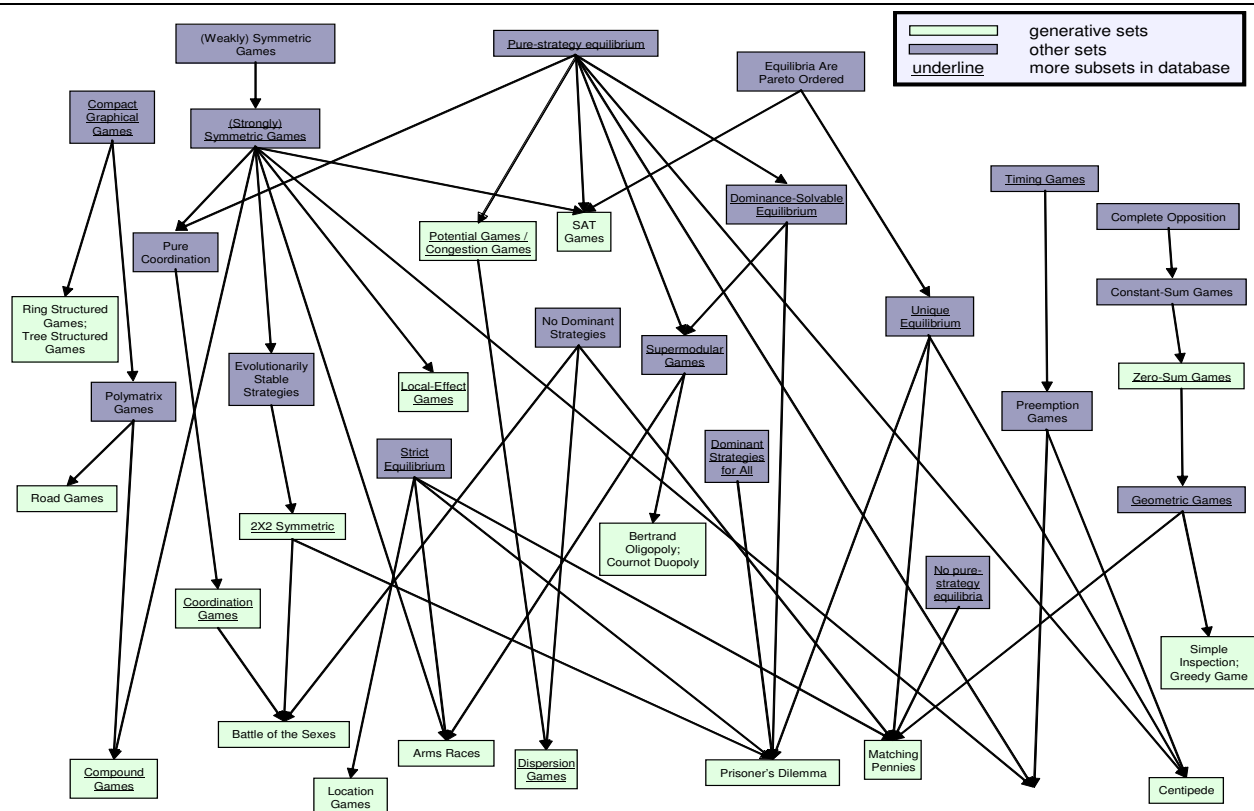 (Weakly) Symmetric
Games
Pure-strategy equilibrium
Equilibria Are
Pareto Ordered
generative sets
other sets
underline
more subsets in database
Compact
Graphical
Games
(Strongly)
Symmetric Games
Timing Games
Dominance-Solvable
Equilibrium
Complete Opposition
Pure
Coordination
Potential Games /
Congestion Games
SAT
Games
Constant-Sum Games
Ring Structured
Games;
Tree Structured
Games
No Dominant
Strategies
Unique
Equilibrium
Supermodular
Games
Evolutionarily
Stable
Strategies
Local-Effect
Games
Zero-Sum Games
Polymatrix
Games
Preemption
Games
Strict
Equilibrium
Dominant
Strategies
for All
Road Games
Geometric Games
2X2 Symmetric
Bertrand
Oligopoly;
Cournot Duopoly
No pure-
strategy
equilibria
Coordination
Games
Simple
Inspection;
Greedy Game
Battle of the Sexes
Arms Races
Matching
Pennies
Compound
Games
Location
Games
Dispersion
Games
Prisoner's Dilemma
Centipede